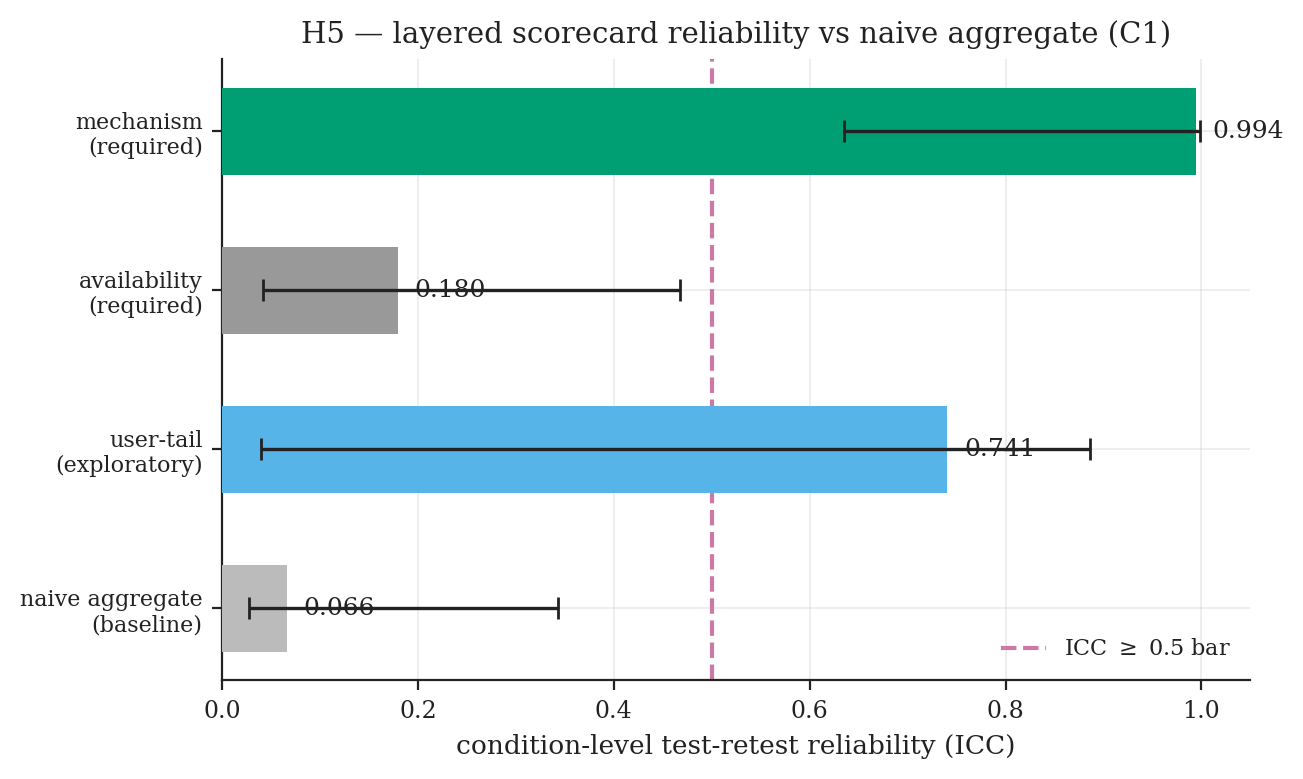 H5 — layered scorecard reliability vs naive aggregate (C1)
mechanism
(required)
0.994
availability
(required)
0.180
user-tail
(exploratory)
0.741
naive aggregate
(baseline)
0.066
ICC ≥ 0.5 bar
0.0 0.2 0.4 0.6 0.8 1.0
condition-level test-retest reliability (ICC)